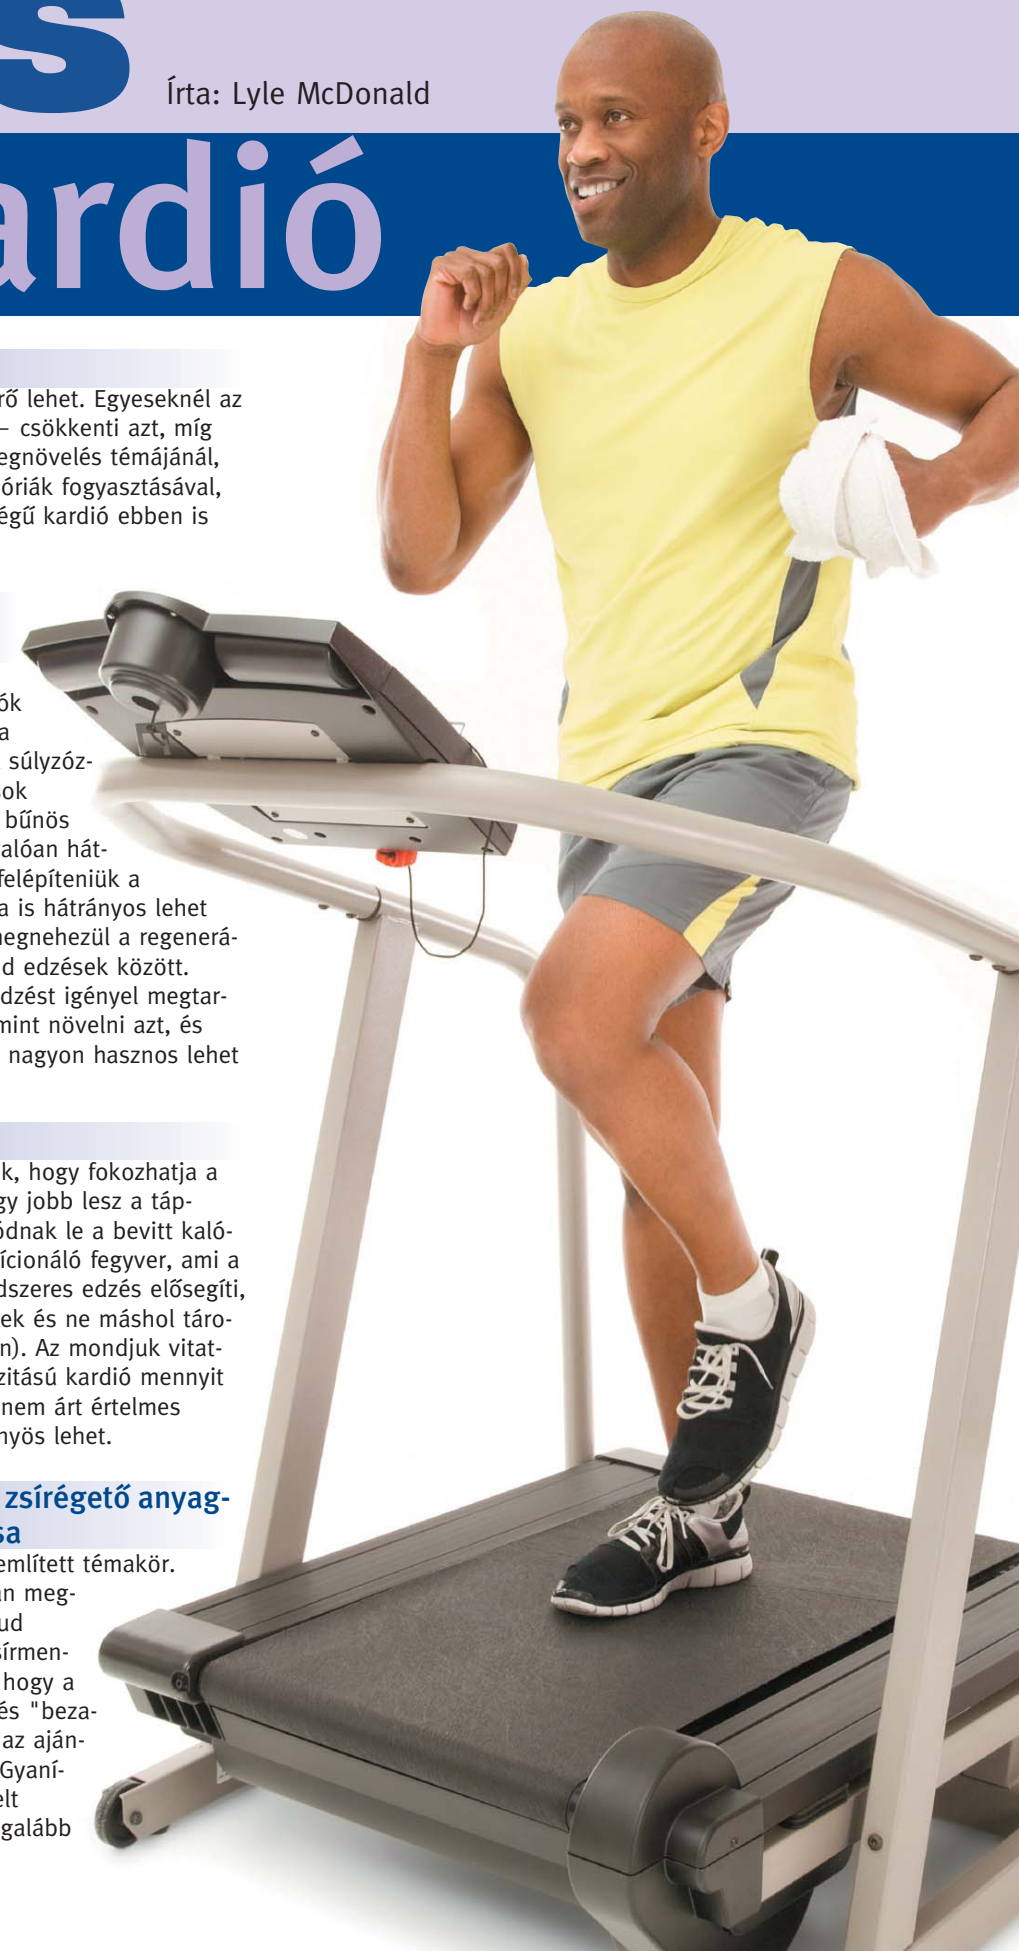 s
Írta: Lyle McDonald
ardió
rő lehet. Egyeseknél az
– csökkenti azt, míg
egnövelés témájánál,
óriák fogyasztásával,
égű kardió ebben is
ók
a
súlyzóz-
ok
bűnös
alóan hát-
felépíteniük a
a is hátrányos lehet
negnehezül a regenerá-
d edzések között.
dzést igényel megtar-
mint növelni azt, és
nagyon hasznos lehet
k, hogy fokozhatja a
gy jobb lesz a táp-
ódnak le a bevitt kaló-
ícionáló fegyver, ami a
dszeres edzés elősegíti,
ek és ne máshol táro-
n). Az mondjuk vitat-
zitású kardió mennyit
nem árt értelmes
nyös lehet.
zsírégető anyag-
sa
említett témakör.
an meg-
ud
sírmen-
hogy a
és "beza-
az aján-
Gyaní-
elt
galább